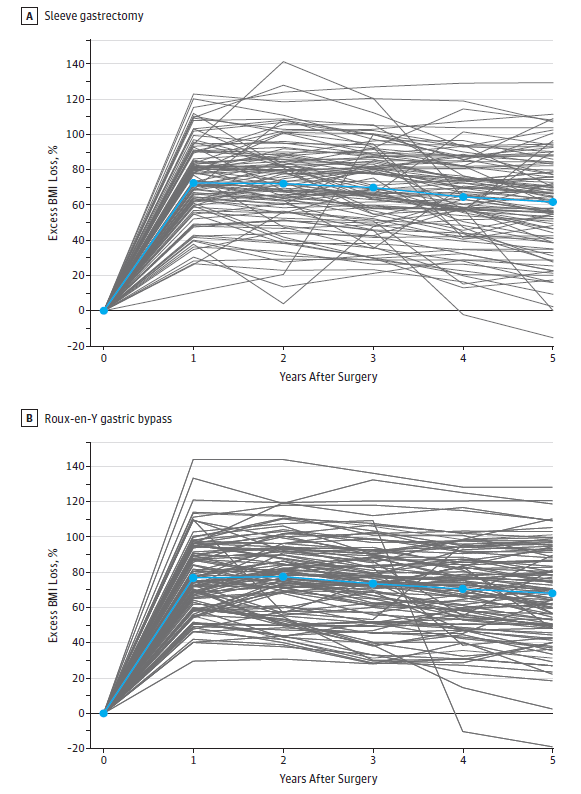 A Sleeve gastrectomy
140
120
100
80
60
40
20
0
–20
Excess BMI Loss, %
0 1 2 3 4 5
Years After Surgery
B Roux-en-Y gastric bypass
140
120
100
80
60
40
20
0
–20
Excess BMI Loss, %
0 1 2 3 4 5
Years After Surgery